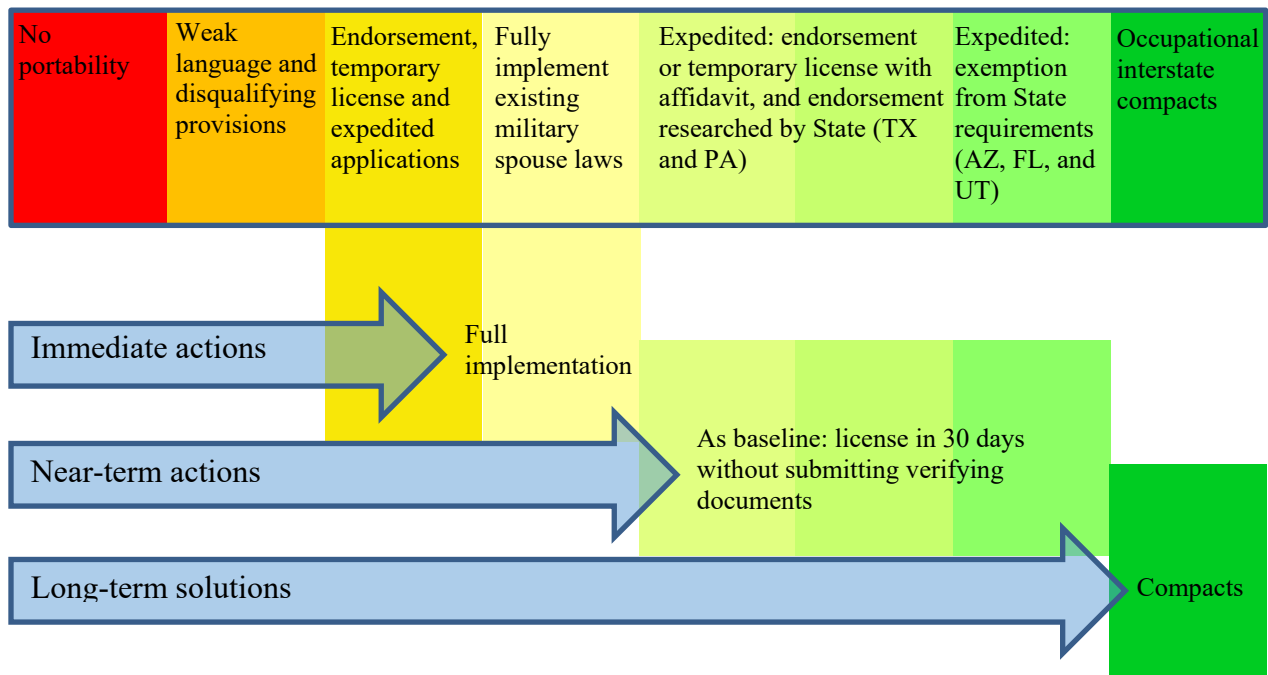 No
portability
Weak
language and
disqualifying
provisions
Endorsement,
temporary
license and
expedited
applications
Fully
implement
existing
military
spouse laws
Expedited: endorsement
or temporary license with
affidavit, and endorsement
researched by State (TX
and PA)
Expedited:
exemption
from State
requirements
(AZ, FL, and
UT)
Occupational
interstate
compacts
Immediate actions
Full
implementation
Near-term actions
As baseline: license in 30 days
without submitting verifying
documents
Long-term solutions
Compacts